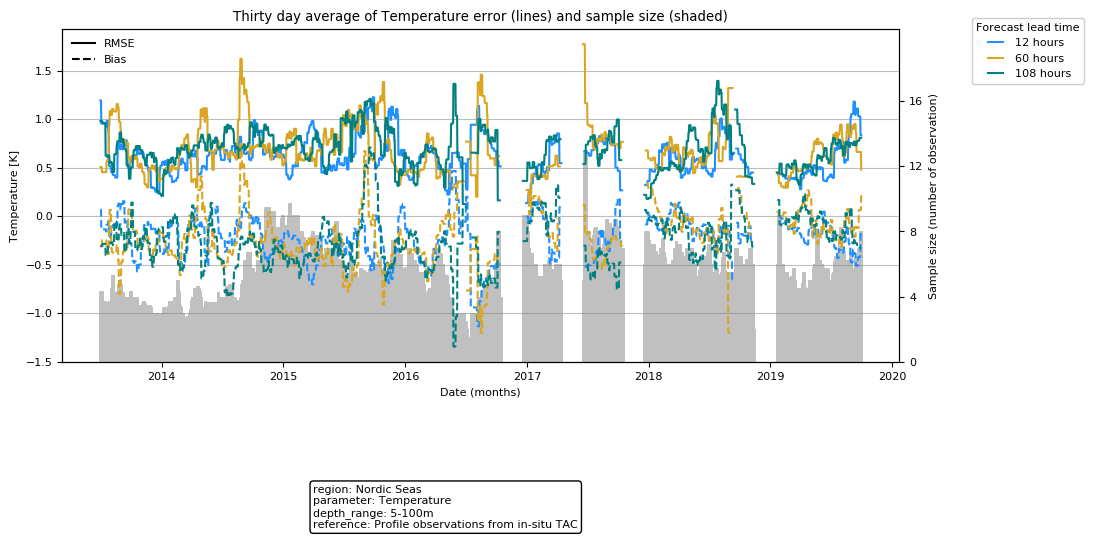 Thirty day average of Temperature error (lines) and sample size (shaded)
Forecast lead time
12 hours
60 hours
108 hours
RMSE
Bias
Temperature [K]
1.5
1.0
0.5
0.0
−0.5
−1.0
−1.5
16
12
8
4
0
Sample size (number of observation)
2014 2015 2016 2017 2018 2019 2020
Date (months)
region: Nordic Seas
parameter: Temperature
depth_range: 5-100m
reference: Profile observations from in-situ TAC